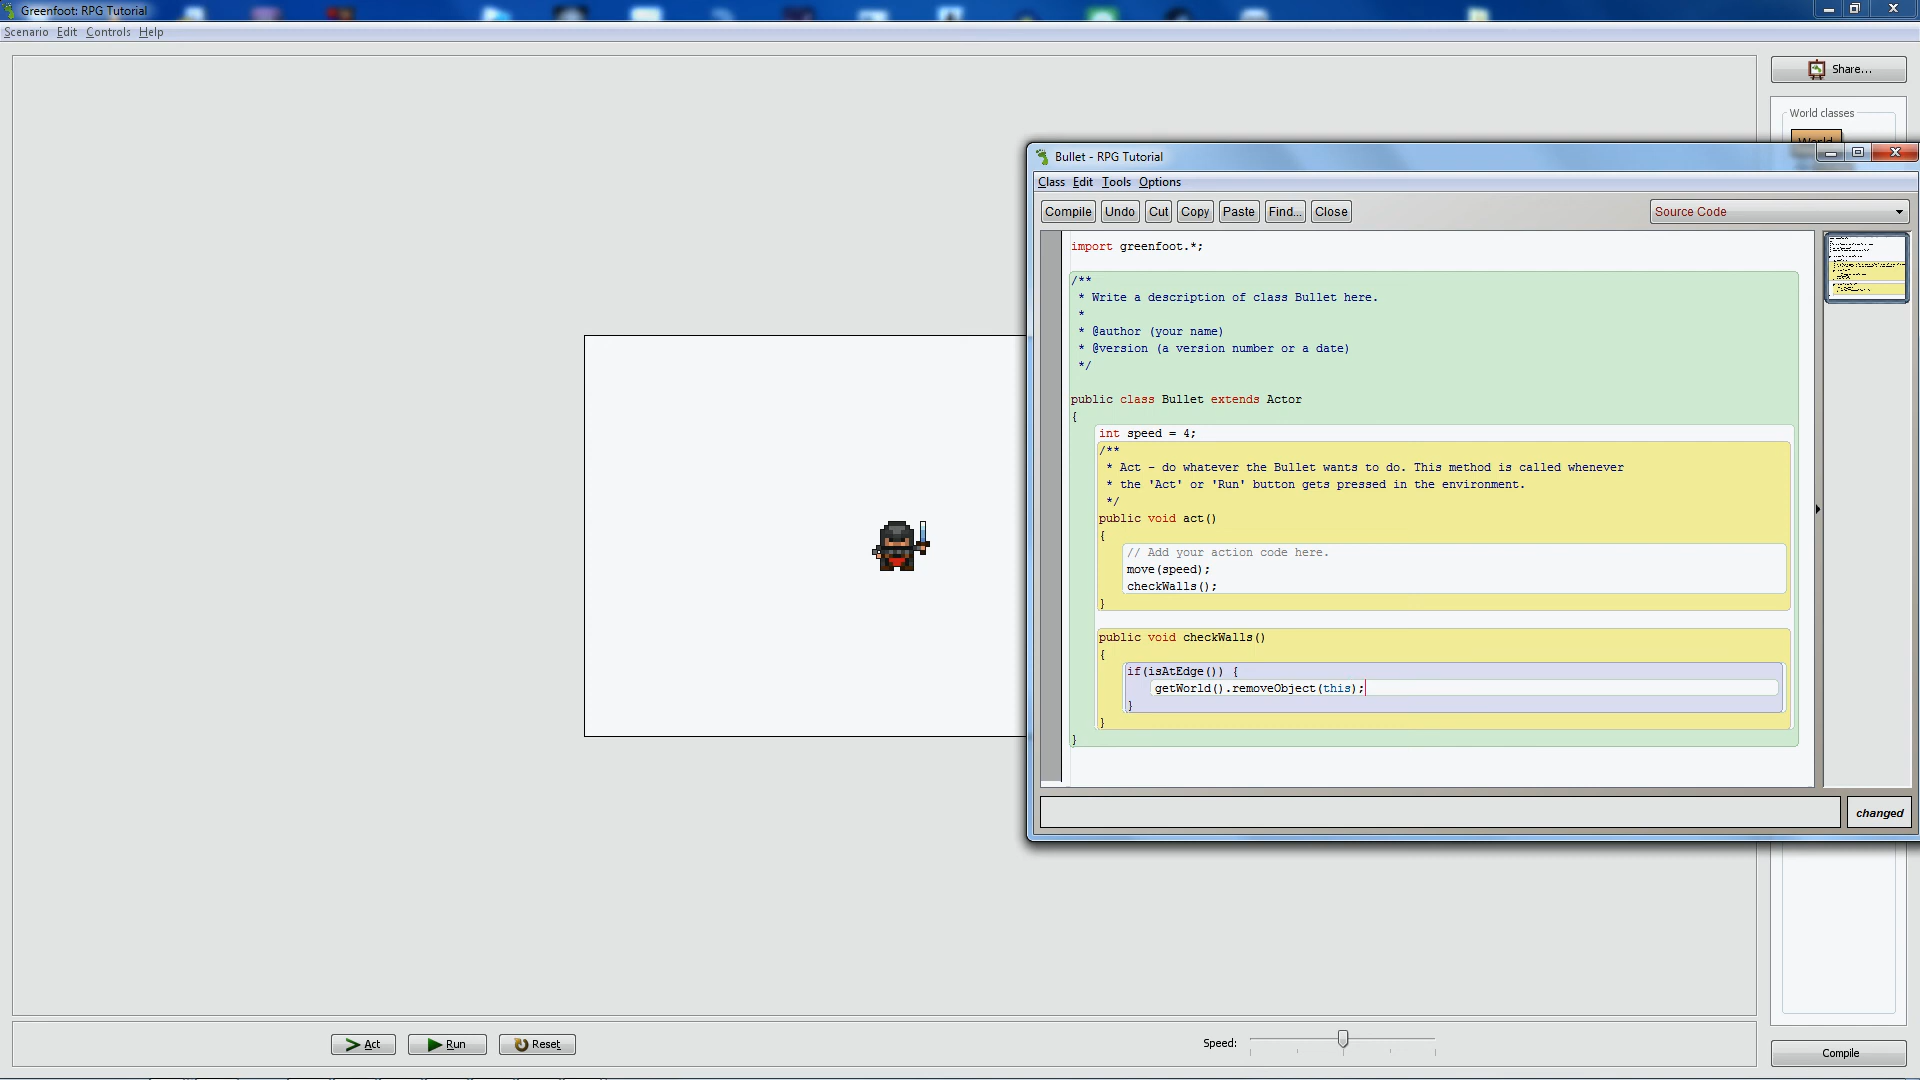 Greenfoot: RPG Tutorial
Scenario Edit Controls Help
Share...
World classes
World
Bullet - RPG Tutorial
Class Edit Tools Options
Compile Undo Cut Copy Paste Find... Close
Source Code
import greenfoot.*;
/**
 * Write a description of class Bullet here.
 *
 * @author (your name)
 * @version (a version number or a date)
 */
public class Bullet extends Actor
{
int speed = 4;
/**
 * Act - do whatever the Bullet wants to do. This method is called whenever
 * the 'Act' or 'Run' button gets pressed in the environment.
 */
public void act()
{
// Add your action code here.
move(speed);
checkWalls();
}
public void checkWalls()
{
if(isAtEdge()) {
getWorld().removeObject(this);
}
}
}
changed
Act Run Reset
Speed:
Compile